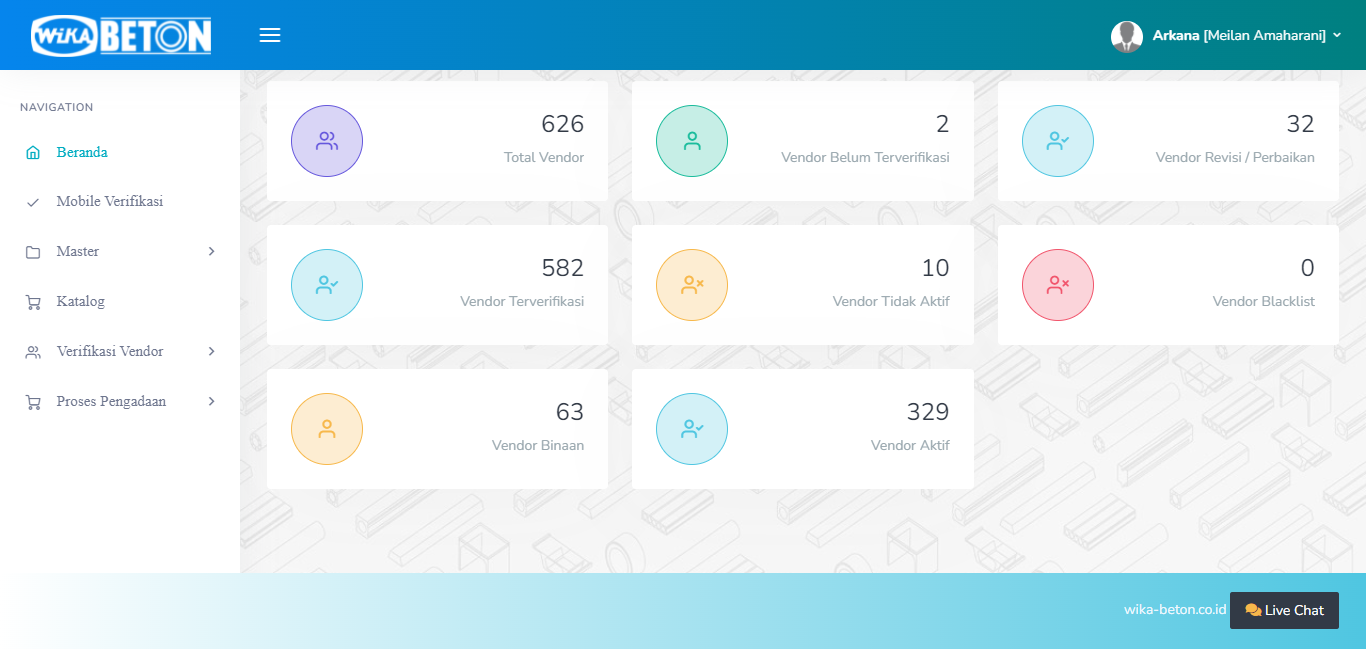 WiKA BETON
Arkana [Meilan Amaharani]
NAVIGATION
Beranda
Mobile Verifikasi
Master
Katalog
Verifikasi Vendor
Proses Pengadaan
626
Total Vendor
2
Vendor Belum Terverifikasi
32
Vendor Revisi / Perbaikan
582
Vendor Terverifikasi
10
Vendor Tidak Aktif
0
Vendor Blacklist
63
Vendor Binaan
329
Vendor Aktif
wika-beton.co.id
Live Chat